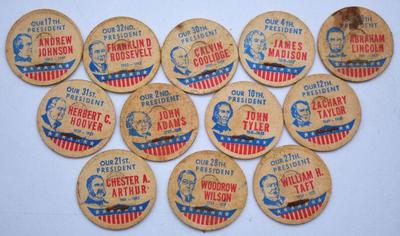 OUR 17TH
PRESIDENT
ANDREW
JOHNSON
OUR 32ND.
PRESIDENT
FRANKLIN D
ROOSEVELT
OUR 30TH
PRESIDENT
CALVIN
COOLIDGE
OUR 4TH.
PRESIDENT
JAMES
MADISON
PRESIDENT
ABRAHAM
LINCOLN
OUR 31ST.
PRESIDENT
HERBERT C.
HOOVER
OUR 2ND
PRESIDENT
JOHN
ADAMS
OUR 10TH.
PRESIDENT
JOHN
TYLER
OUR 12TH
PRESIDENT
ZACHARY
TAYLOR
OUR 21ST.
PRESIDENT
CHESTER A.
ARTHUR
OUR 28TH.
PRESIDENT
WOODROW
WILSON
OUR 27TH.
PRESIDENT
WILLIAM H.
TAFT